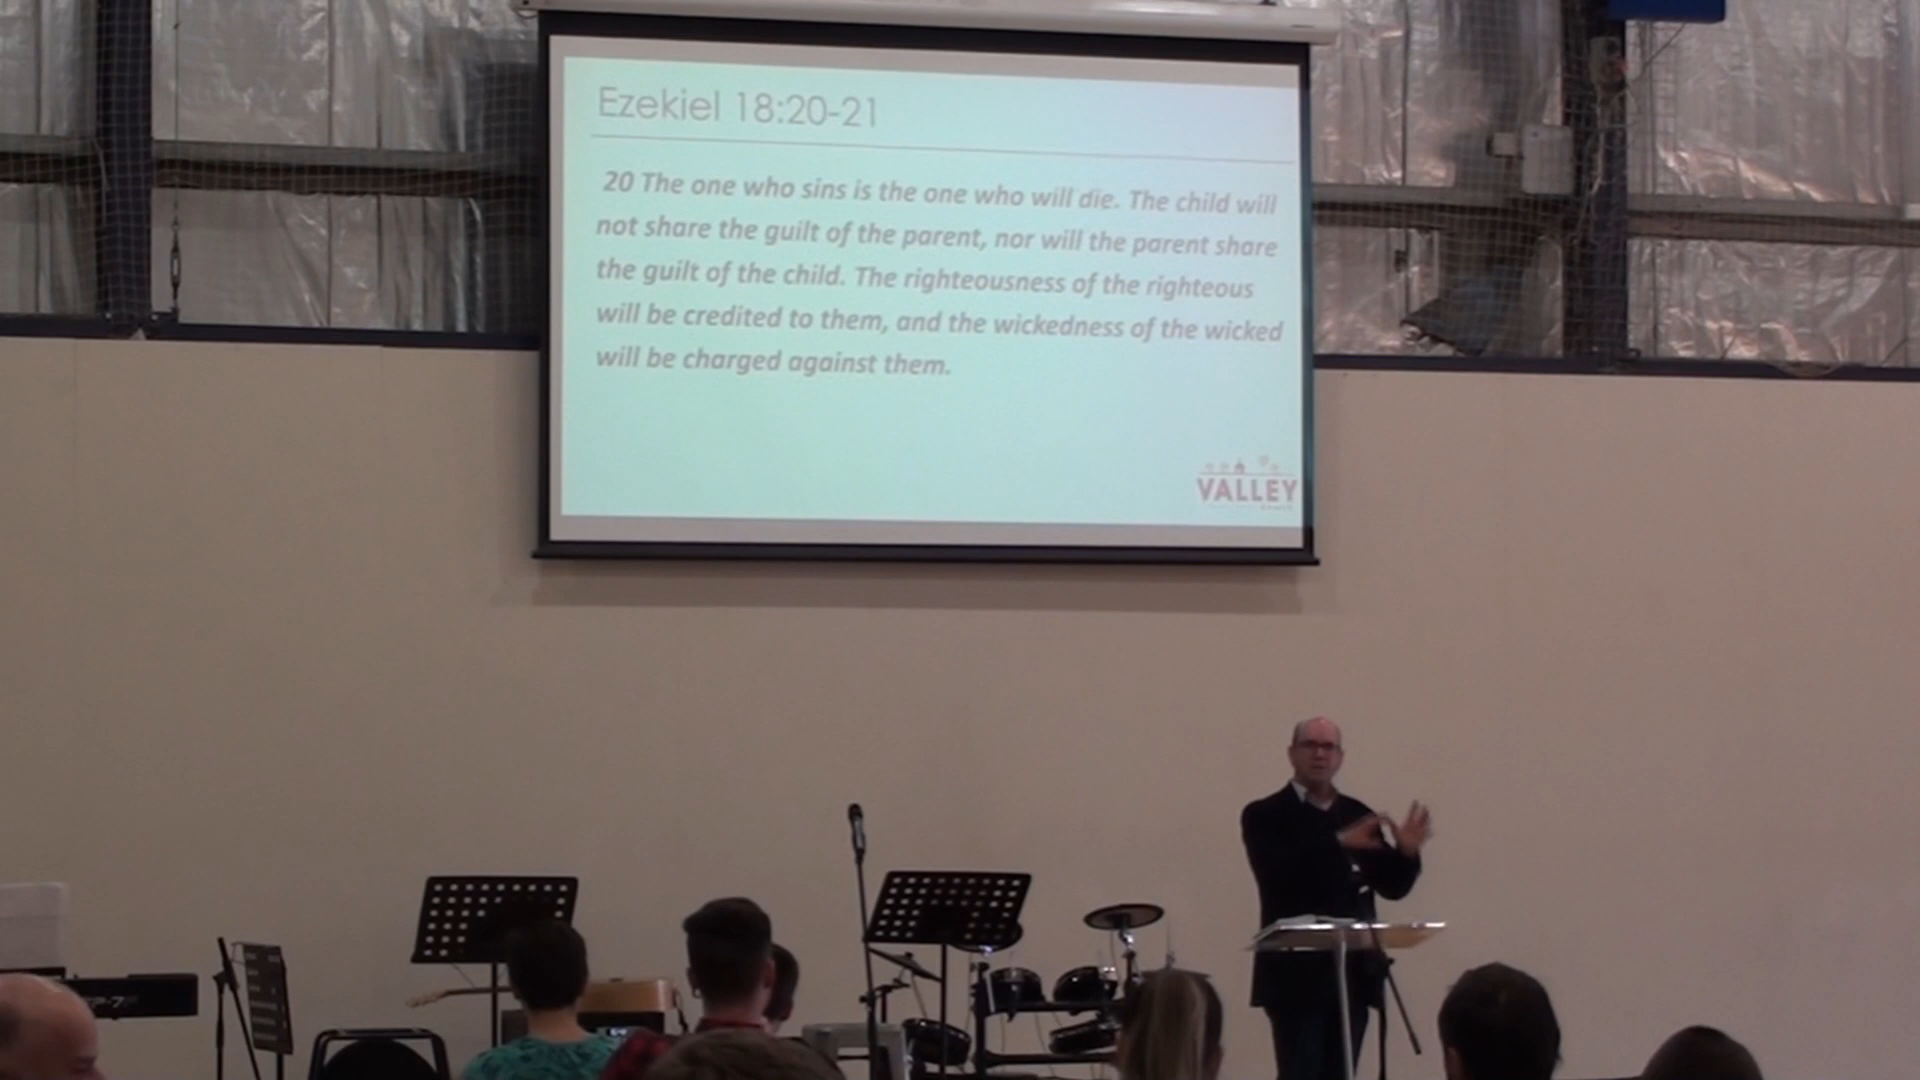 Ezekiel 18:20-21
20 The one who sins is the one who will die. The child will
not share the guilt of the parent, nor will the parent share
the guilt of the child. The righteousness of the righteous
will be credited to them, and the wickedness of the wicked
will be charged against them.
VALLEY